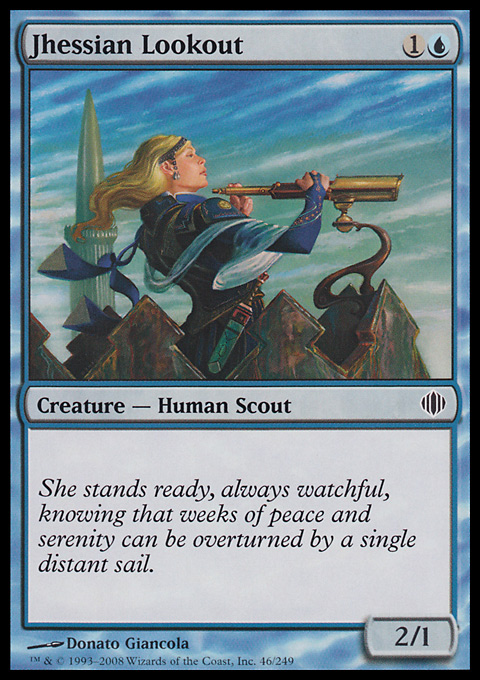 Jhessian Lookout 1
Creature — Human Scout
She stands ready, always watchful,
knowing that weeks of peace and
serenity can be overturned by a single
distant sail.
2/1
Donato Giancola
™ & © 1993–2008 Wizards of the Coast, Inc. 46/249